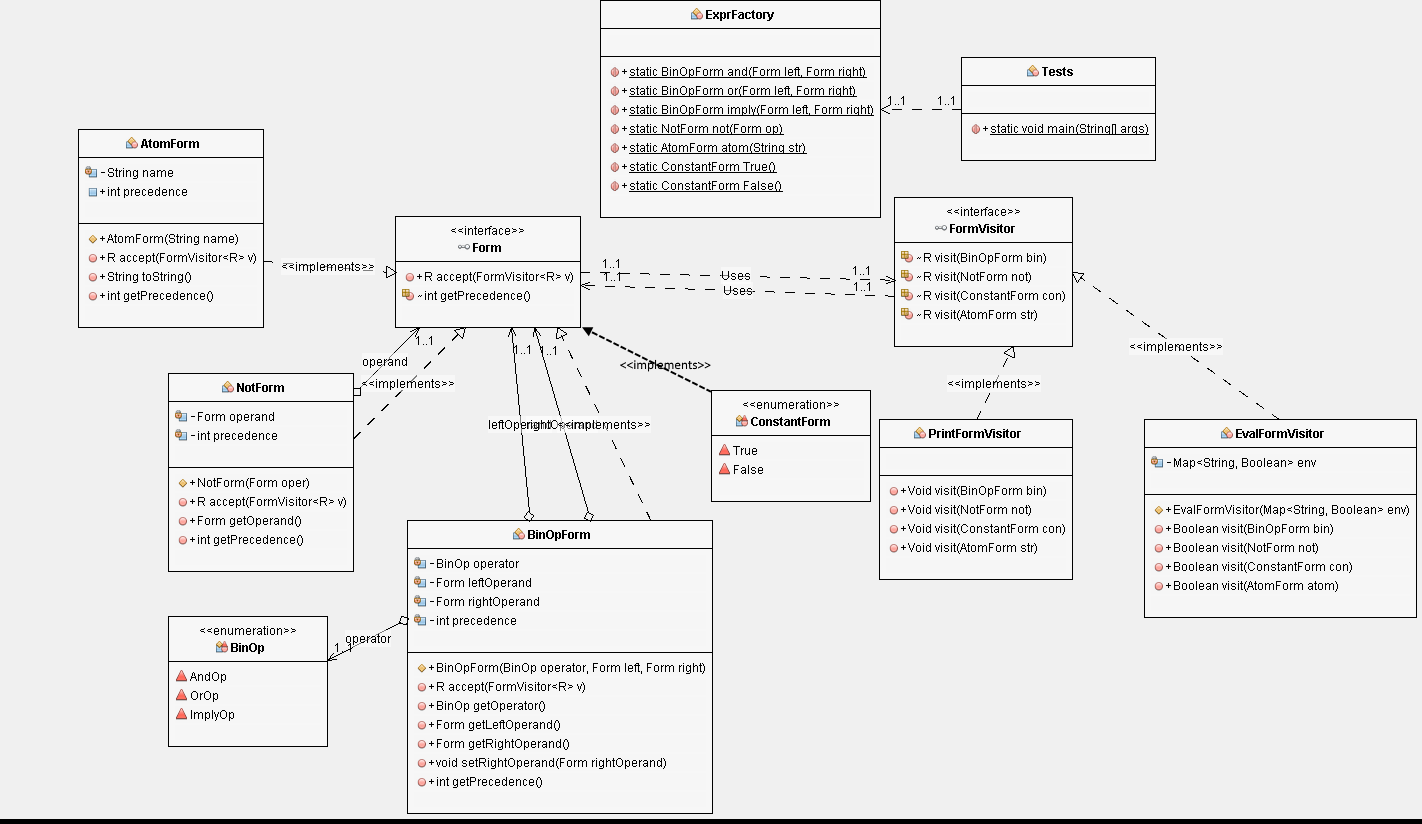 ExprFactory
+static BinOpForm and(Form left, Form right)
+static BinOpForm or(Form left, Form right)
+static BinOpForm imply(Form left, Form right)
+static NotForm not(Form op)
+static AtomForm atom(String str)
+static ConstantForm True()
+static ConstantForm False()
Tests
+static void main(String[] args)
1..1
1..1
AtomForm
-String name
+int precedence
+AtomForm(String name)
+R accept(FormVisitor<R> v)
+String toString()
+int getPrecedence()
<<implements>>
<<interface>>
Form
+R accept(FormVisitor<R> v)
~int getPrecedence()
1..1
Uses
1..1
1..1
Uses
1..1
<<interface>>
FormVisitor
~R visit(BinOpForm bin)
~R visit(NotForm not)
~R visit(ConstantForm con)
~R visit(AtomForm str)
1..1
operand
<<implements>>
1..1
1..1
<<implements>>
<<implements>>
<<implements>>
NotForm
-Form operand
-int precedence
+NotForm(Form oper)
+R accept(FormVisitor<R> v)
+Form getOperand()
+int getPrecedence()
leftOperand
<<implements>>
<<enumeration>>
ConstantForm
True
False
PrintFormVisitor
+Void visit(BinOpForm bin)
+Void visit(NotForm not)
+Void visit(ConstantForm con)
+Void visit(AtomForm str)
EvalFormVisitor
-Map<String, Boolean> env
+EvalFormVisitor(Map<String, Boolean> env)
+Boolean visit(BinOpForm bin)
+Boolean visit(NotForm not)
+Boolean visit(ConstantForm con)
+Boolean visit(AtomForm atom)
BinOpForm
-BinOp operator
-Form leftOperand
-Form rightOperand
-int precedence
+BinOpForm(BinOp operator, Form left, Form right)
+R accept(FormVisitor<R> v)
+BinOp getOperator()
+Form getLeftOperand()
+Form getRightOperand()
+void setRightOperand(Form rightOperand)
+int getPrecedence()
operator
1..1
<<enumeration>>
BinOp
AndOp
OrOp
ImplyOp